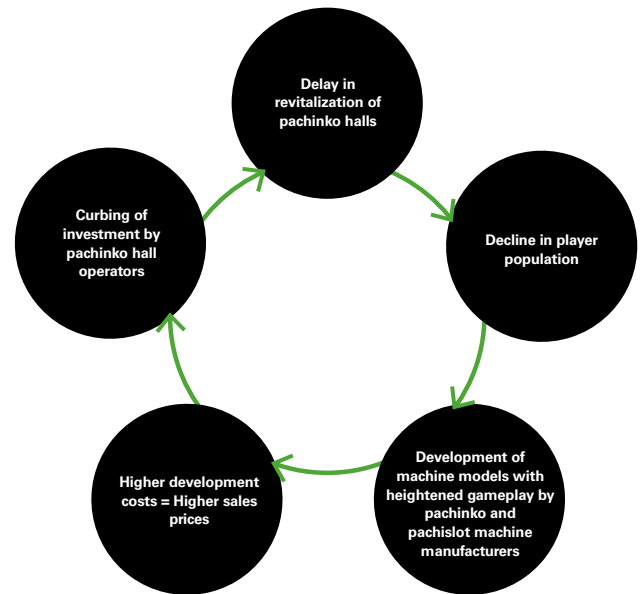 Delay in
revitalization of
pachinko halls
Decline in player
population
Development of
machine models with
heightened gameplay by
pachinko and
pachislot machine
manufacturers
Higher development
costs = Higher sales
prices
Curbing of
investment by
pachinko hall
operators